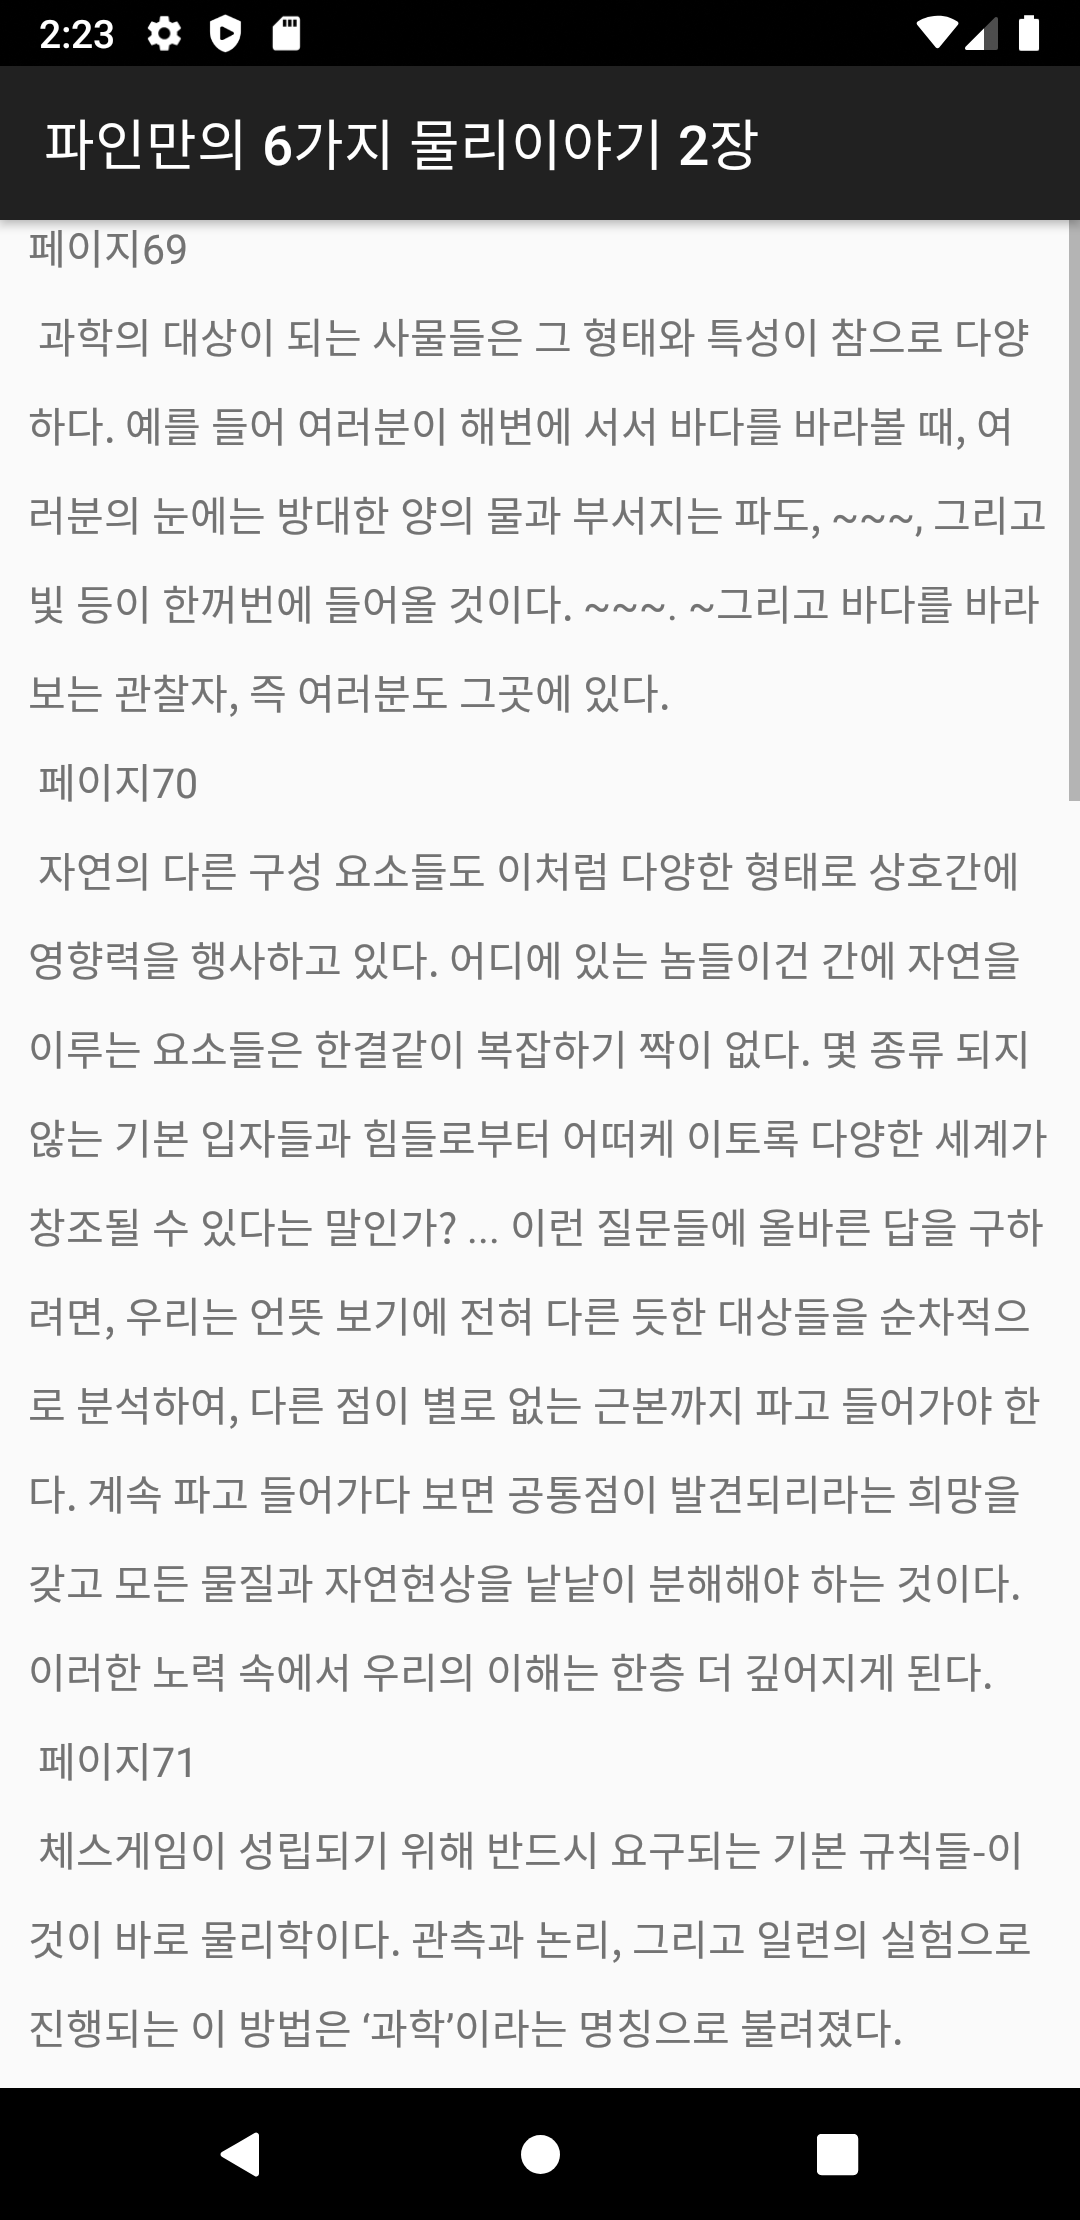 2:23
파인만의 6가지 물리이야기 2장
페이지69
과학의 대상이 되는 사물들은 그 형태와 특성이 참으로 다양
하다. 예를 들어 여러분이 해변에 서서 바다를 바라볼 때, 여
러분의 눈에는 방대한 양의 물과 부서지는 파도, ~~~, 그리고
빛 등이 한꺼번에 들어올 것이다. ~~~. ~그리고 바다를 바라
보는 관찰자, 즉 여러분도 그곳에 있다.
페이지70
자연의 다른 구성 요소들도 이처럼 다양한 형태로 상호간에
영향력을 행사하고 있다. 어디에 있는 놈들이건 간에 자연을
이루는 요소들은 한결같이 복잡하기 짝이 없다. 몇 종류 되지
않는 기본 입자들과 힘들로부터 어떠케 이토록 다양한 세계가
창조될 수 있다는 말인가? ... 이런 질문들에 올바른 답을 구하
려면, 우리는 언뜻 보기에 전혀 다른 듯한 대상들을 순차적으
로 분석하여, 다른 점이 별로 없는 근본까지 파고 들어가야 한
다. 계속 파고 들어가다 보면 공통점이 발견되리라는 희망을
갖고 모든 물질과 자연현상을 낱낱이 분해해야 하는 것이다.
이러한 노력 속에서 우리의 이해는 한층 더 깊어지게 된다.
페이지71
체스게임이 성립되기 위해 반드시 요구되는 기본 규칙들-이
것이 바로 물리학이다. 관측과 논리, 그리고 일련의 실험으로
진행되는 이 방법은 ‘과학’이라는 명칭으로 불려졌다.